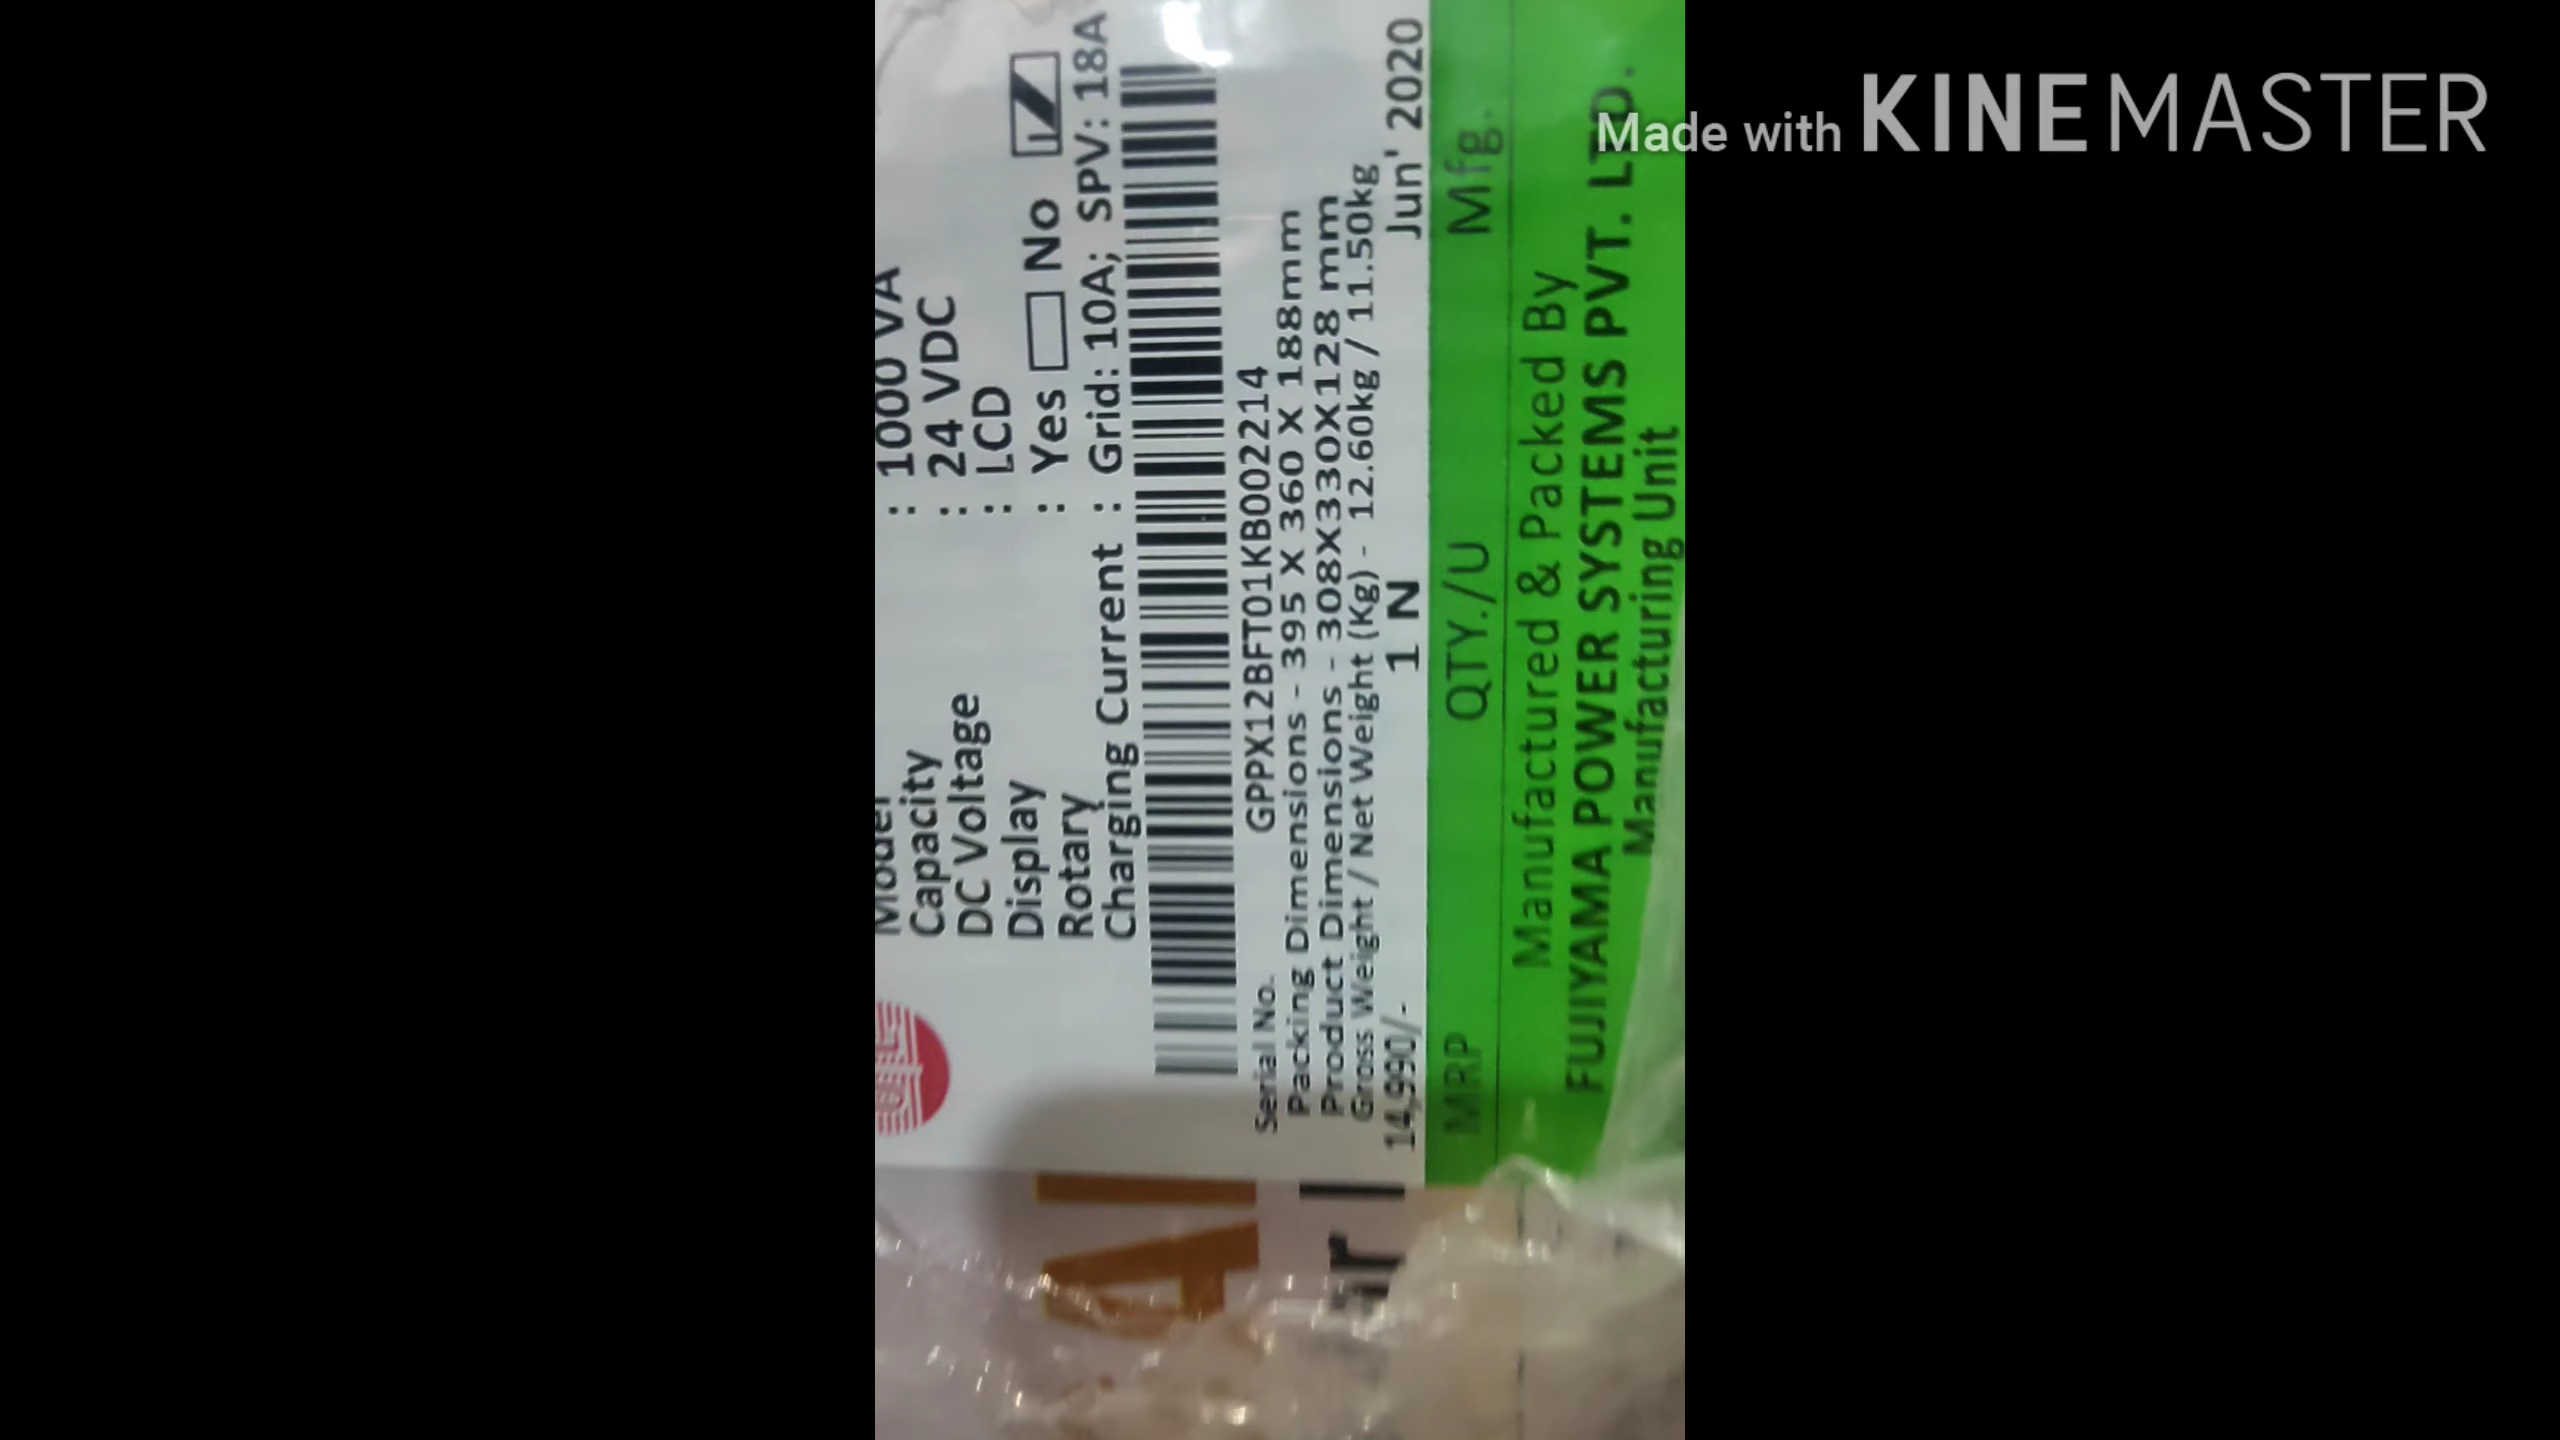 Model : 1000 VA
Capacity : 24 VDC
DC Voltage : LCD
Display : Yes No
Rotary : Grid: 10A; SPV: 18A
Charging Current :
Serial No. GPPX12BFT01KB002214
Packing Dimensions - 395 X 360 X 188mm
Product Dimensions - 308X330X128 mm
Gross Weight / Net Weight (Kg) - 12.60kg / 11.50kg
14,990/- 1 N Jun' 2020
MRP QTY./U Mfg.
Manufactured & Packed By
FUJIYAMA POWER SYSTEMS PVT. LTD.
Manufacturing Unit
Made with KINEMASTER